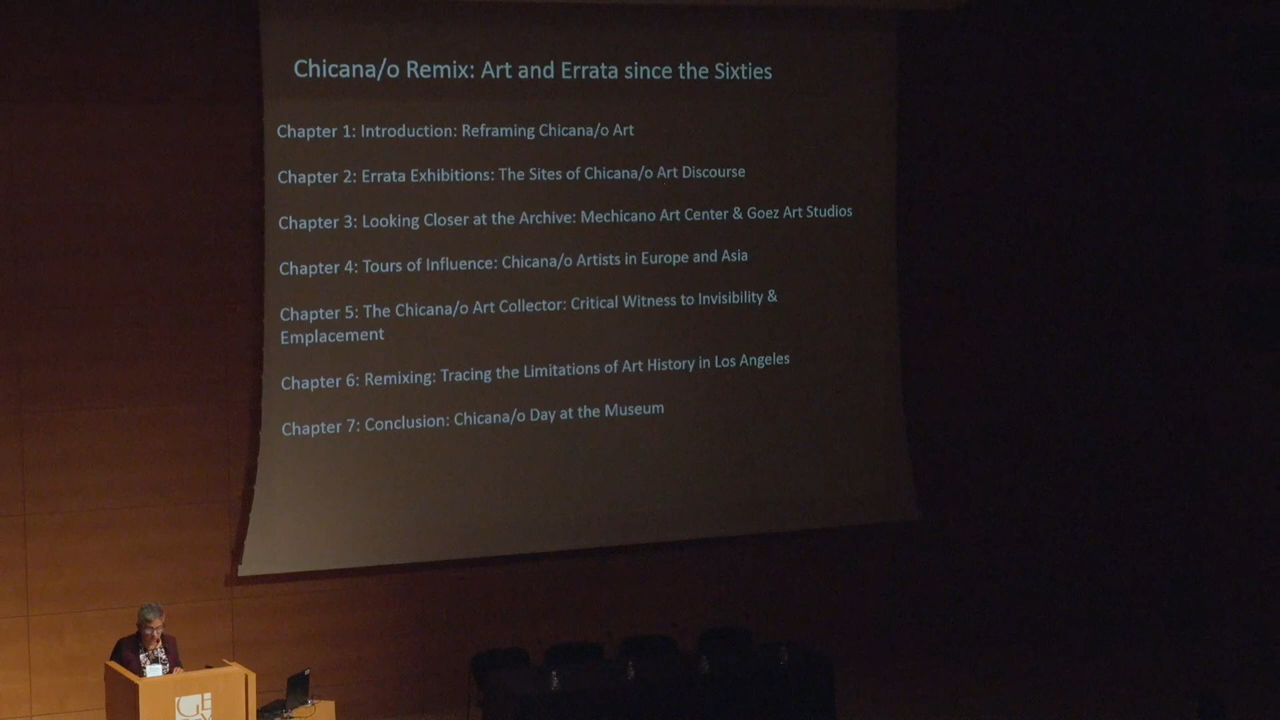 Chicana/o Remix: Art and Errata since the Sixties
Chapter 1: Introduction: Reframing Chicana/o Art
Chapter 2: Errata Exhibitions: The Sites of Chicana/o Art Discourse
Chapter 3: Looking Closer at the Archive: Mechicano Art Center & Goez Art Studios
Chapter 4: Tours of Influence: Chicana/o Artists in Europe and Asia
Chapter 5: The Chicana/o Art Collector: Critical Witness to Invisibility &
Emplacement
Chapter 6: Remixing: Tracing the Limitations of Art History in Los Angeles
Chapter 7: Conclusion: Chicana/o Day at the Museum